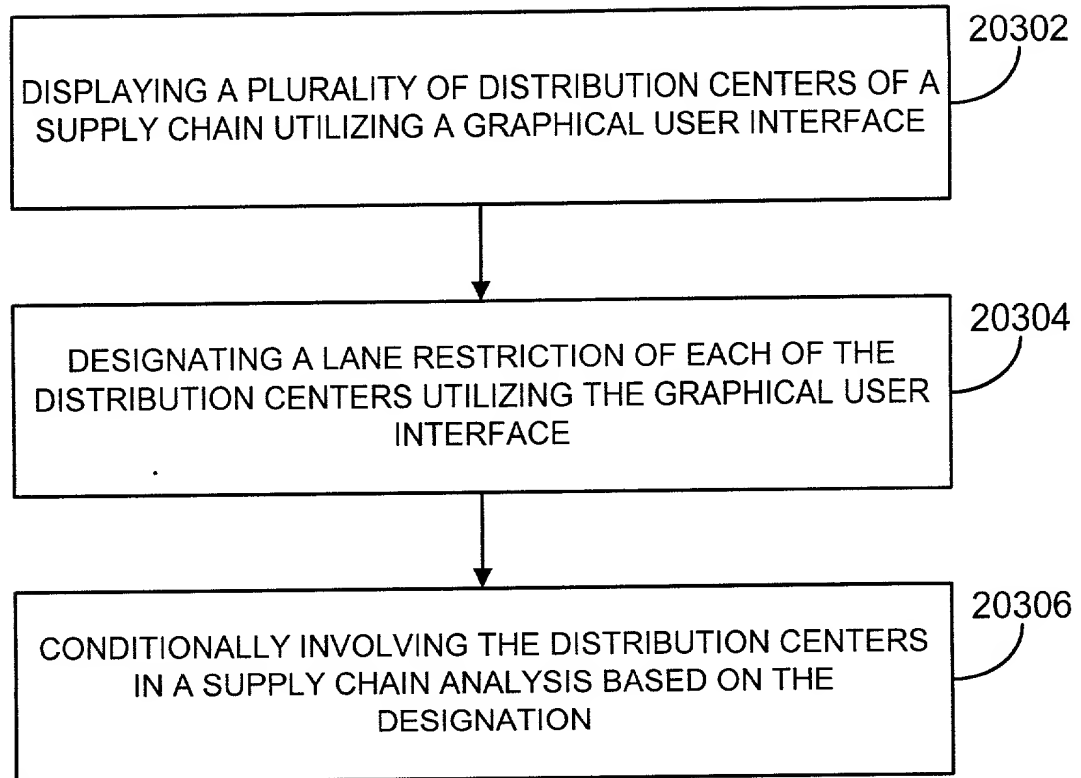 20302
DISPLAYING A PLURALITY OF DISTRIBUTION CENTERS OF A
SUPPLY CHAIN UTILIZING A GRAPHICAL USER INTERFACE
20304
DESIGNATING A LANE RESTRICTION OF EACH OF THE
DISTRIBUTION CENTERS UTILIZING THE GRAPHICAL USER
INTERFACE
20306
CONDITIONALLY INVOLVING THE DISTRIBUTION CENTERS
IN A SUPPLY CHAIN ANALYSIS BASED ON THE
DESIGNATION